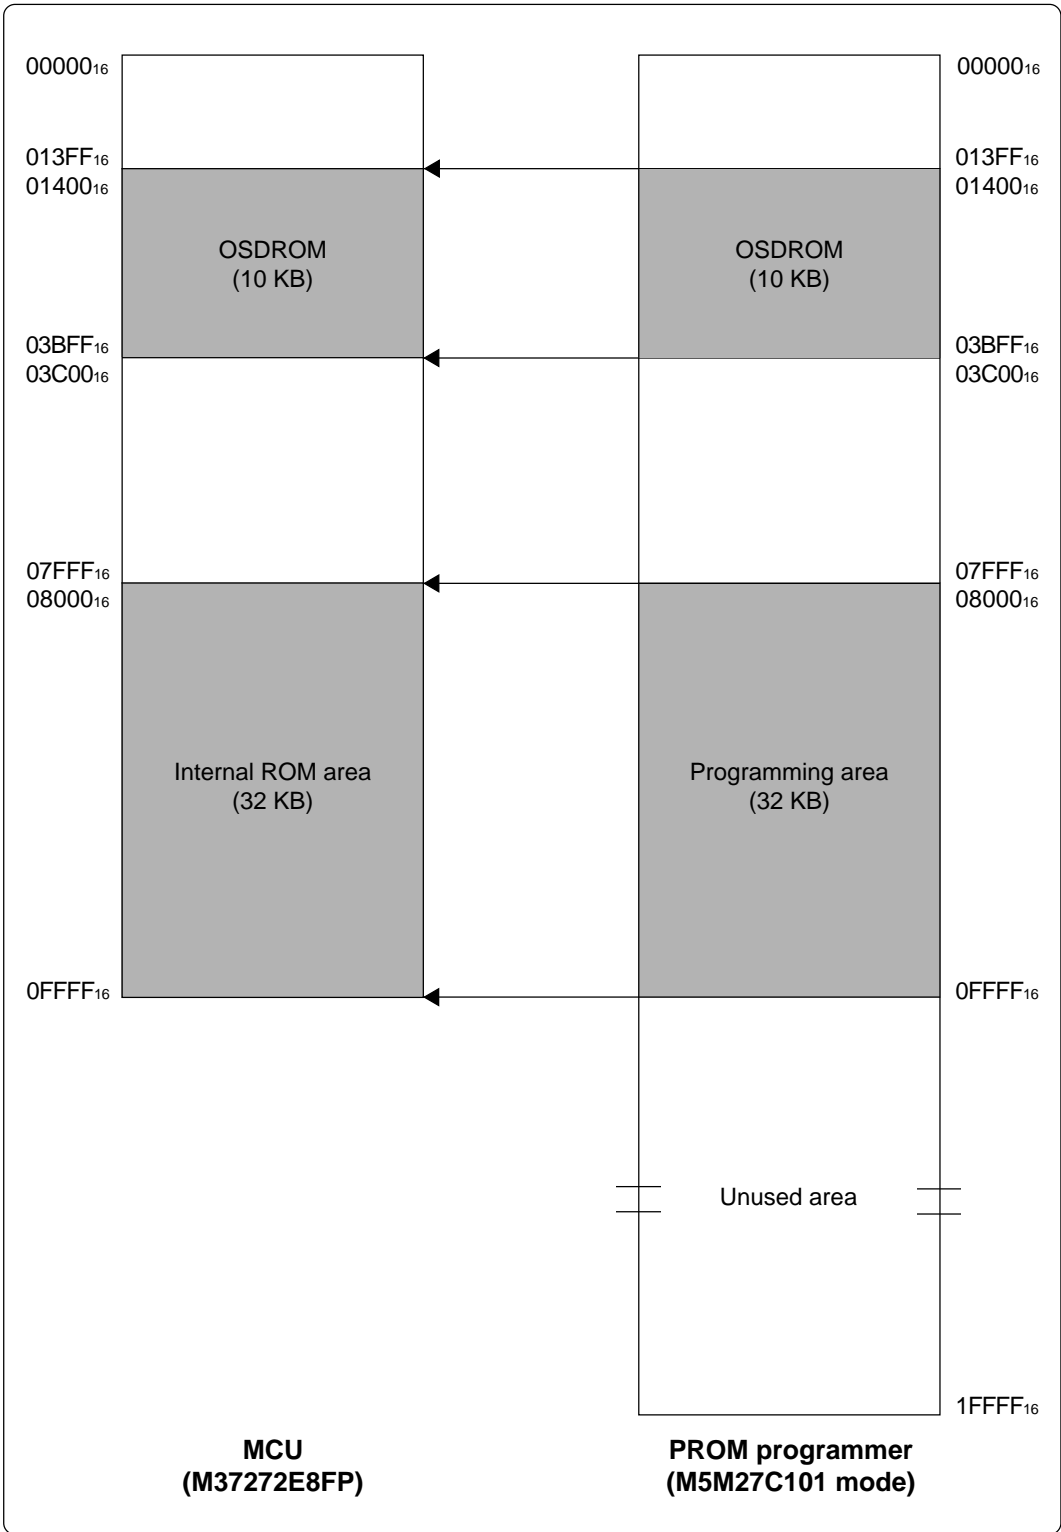 00000₁₆
013FF₁₆
01400₁₆
OSDROM
(10 KB)
03BFF₁₆
03C00₁₆
07FFF₁₆
08000₁₆
Internal ROM area
(32 KB)
0FFFF₁₆
MCU
(M37272E8FP)
00000₁₆
013FF₁₆
01400₁₆
OSDROM
(10 KB)
03BFF₁₆
03C00₁₆
07FFF₁₆
08000₁₆
Programming area
(32 KB)
0FFFF₁₆
Unused area
1FFFF₁₆
PROM programmer
(M5M27C101 mode)